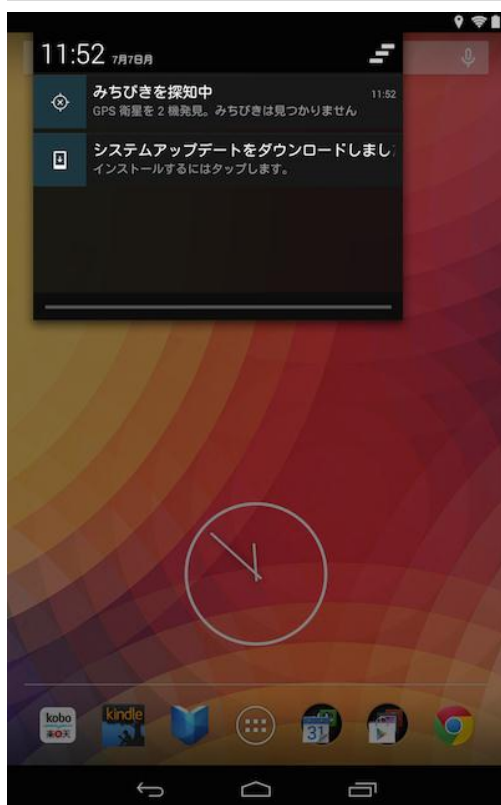 11:52 7月7日月
みちびきを探知中 11:52
GPS 衛星を 2 機発見。みちびきは見つかりません
システムアップデートをダウンロードしまし
インストールするにはタップします。
kobo
楽天
kindle
31